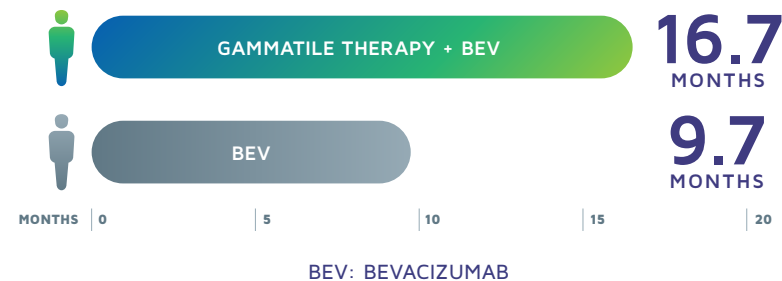 GAMMATILE THERAPY + BEV
16.7
MONTHS
BEV
9.7
MONTHS
MONTHS 0 5 10 15 20
BEV: BEVACIZUMAB